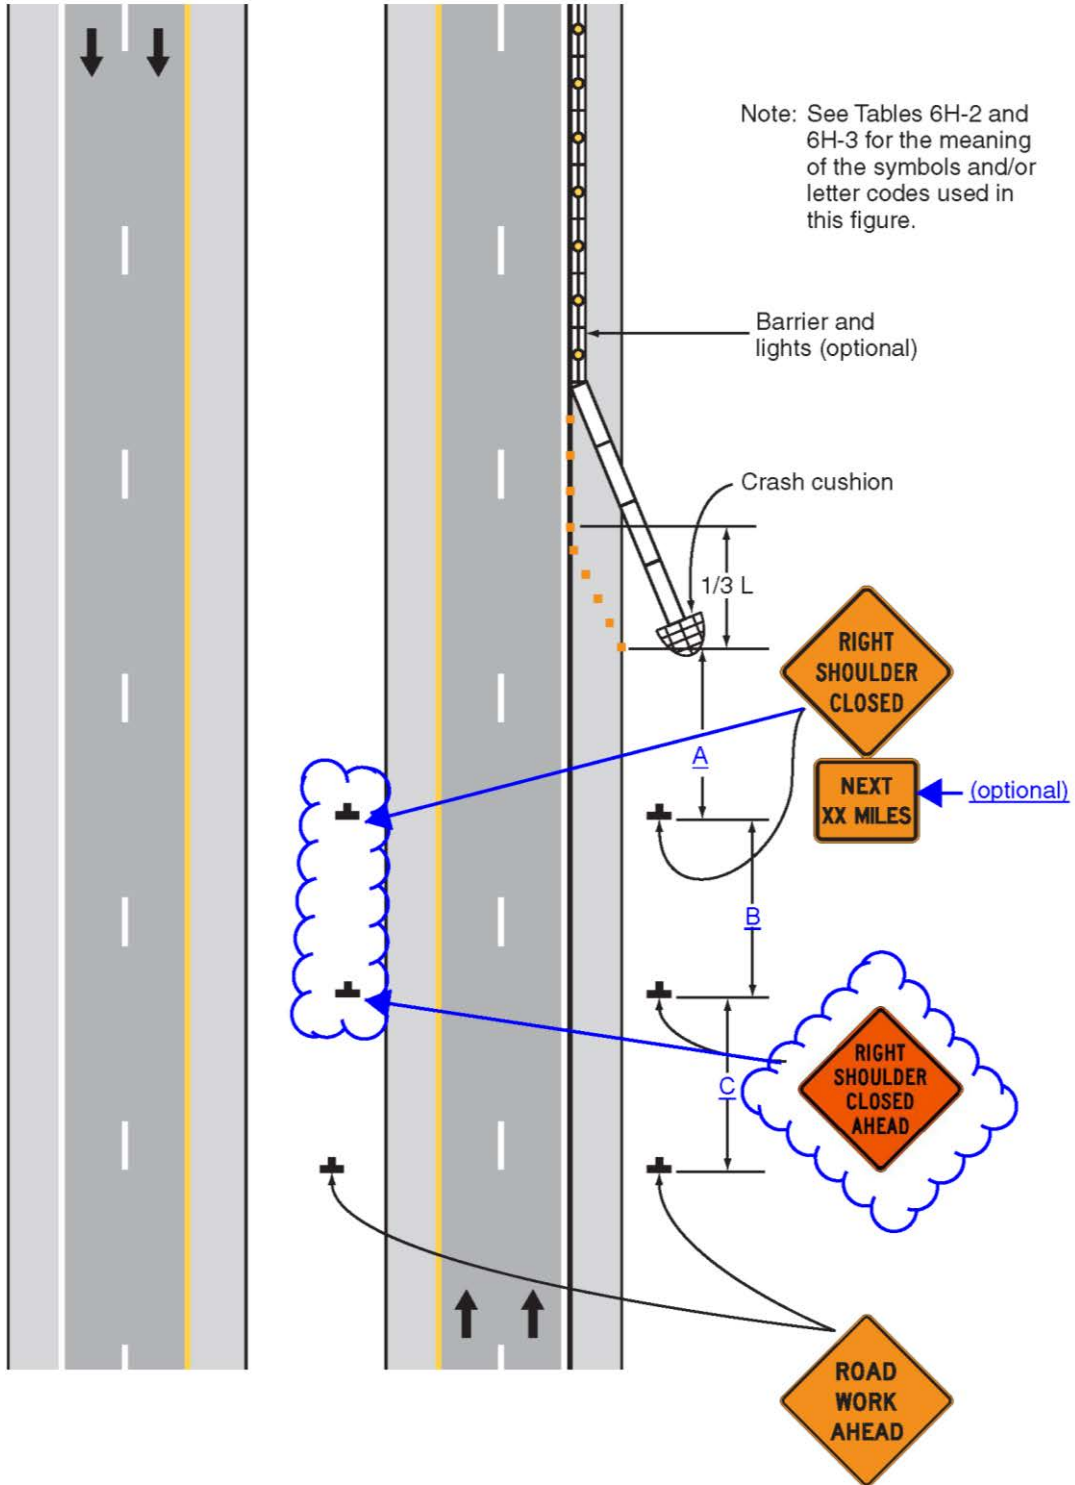 Note: See Tables 6H-2 and
6H-3 for the meaning
of the symbols and/or
letter codes used in
this figure.
Barrier and
lights (optional)
Crash cushion
1/3 L
RIGHT
SHOULDER
CLOSED
A
NEXT
XX MILES
(optional)
B
RIGHT
SHOULDER
CLOSED
AHEAD
C
ROAD
WORK
AHEAD